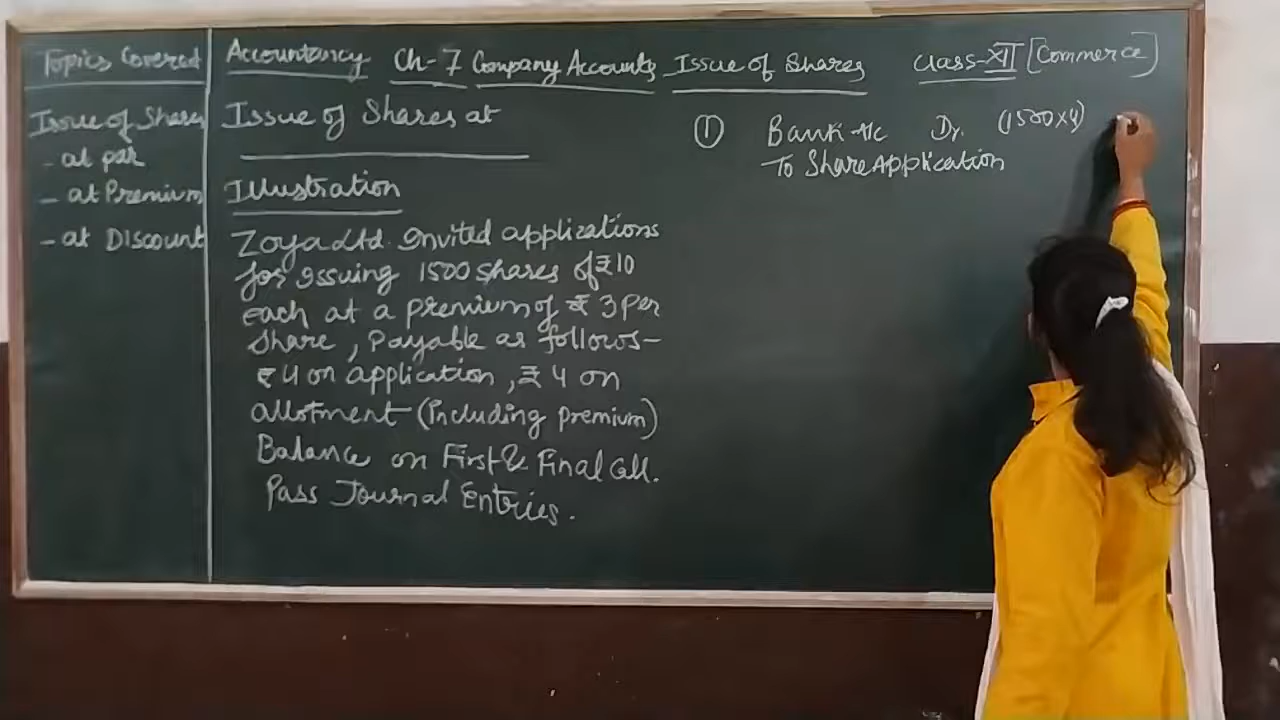 Topics Covered
Issue of Shares
- at par
- at Premium
- at Discount
Accountancy Ch-7 Company Accounts Issue of Shares Class-XII [Commerce]
Issue of Shares at
Illustration
Zoya Ltd. Invited applications
for issuing 1500 shares of ₹10
each at a premium of ₹ 3 per
share, Payable as follows-
₹ 4 on application, ₹ 4 on
allotment (Including premium)
Balance on First & Final Call.
Pass Journal Entries.
① Bank A/c Dr. (1500×4)
To Share Application